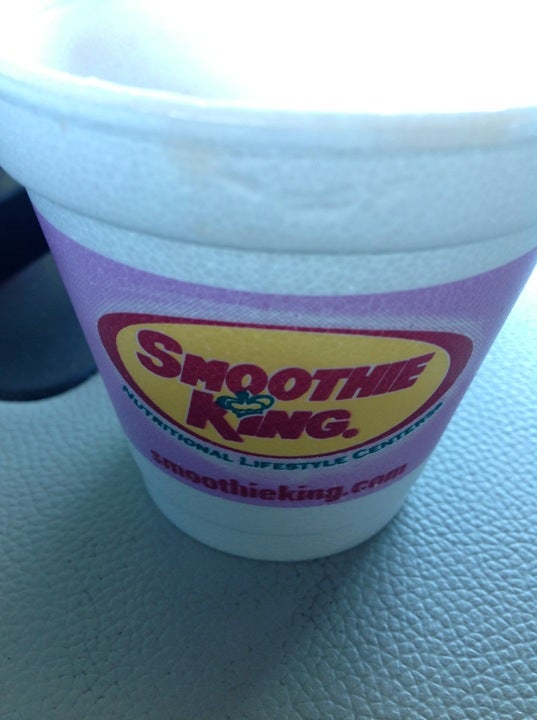 SMOOTHIE
KING.
NUTRITIONAL LIFESTYLE CENTERS
smoothieking.com